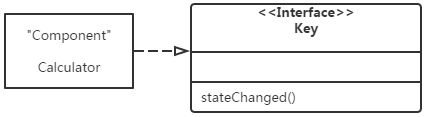 "Component"
Calculator
<<Interface>>
Key
stateChanged()